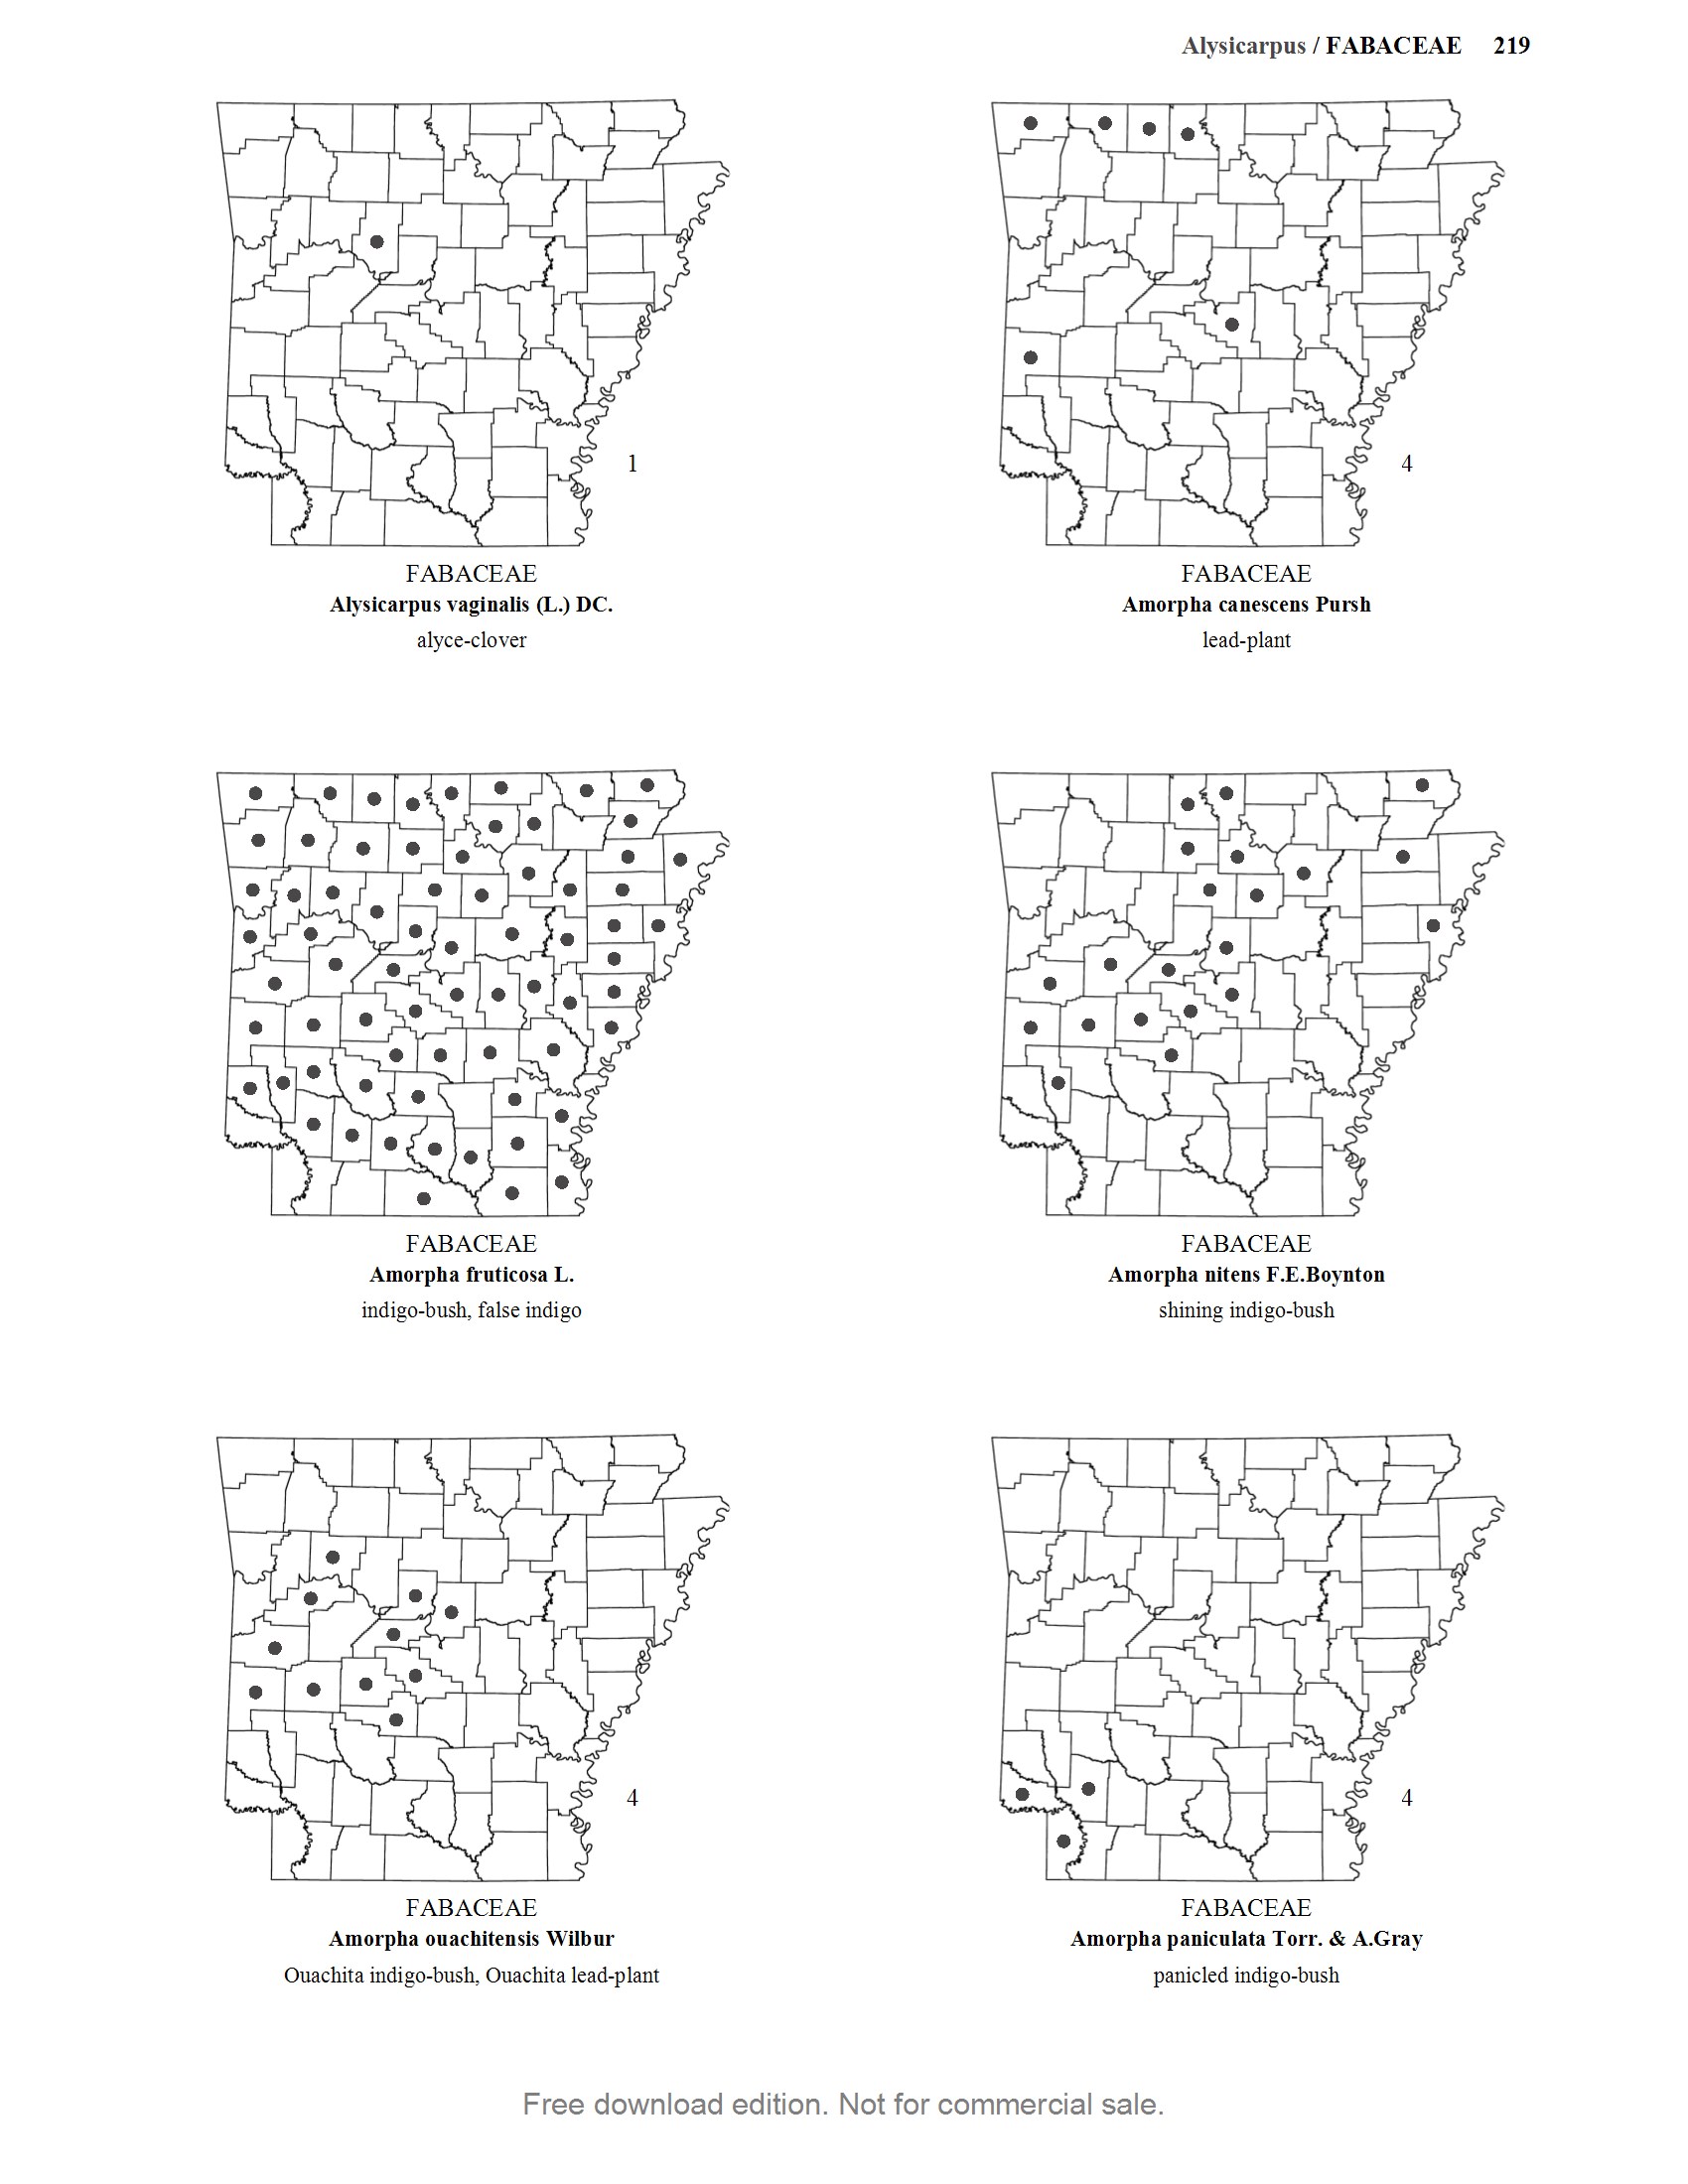 Alysicarpus / FABACEAE 219
1
FABACEAE
Alysicarpus vaginalis (L.) DC.
alyce-clover
4
FABACEAE
Amorpha canescens Pursh
lead-plant
FABACEAE
Amorpha fruticosa L.
indigo-bush, false indigo
FABACEAE
Amorpha nitens F.E.Boynton
shining indigo-bush
4
FABACEAE
Amorpha ouachitensis Wilbur
Ouachita indigo-bush, Ouachita lead-plant
4
FABACEAE
Amorpha paniculata Torr. & A.Gray
panicled indigo-bush
Free download edition. Not for commercial sale.